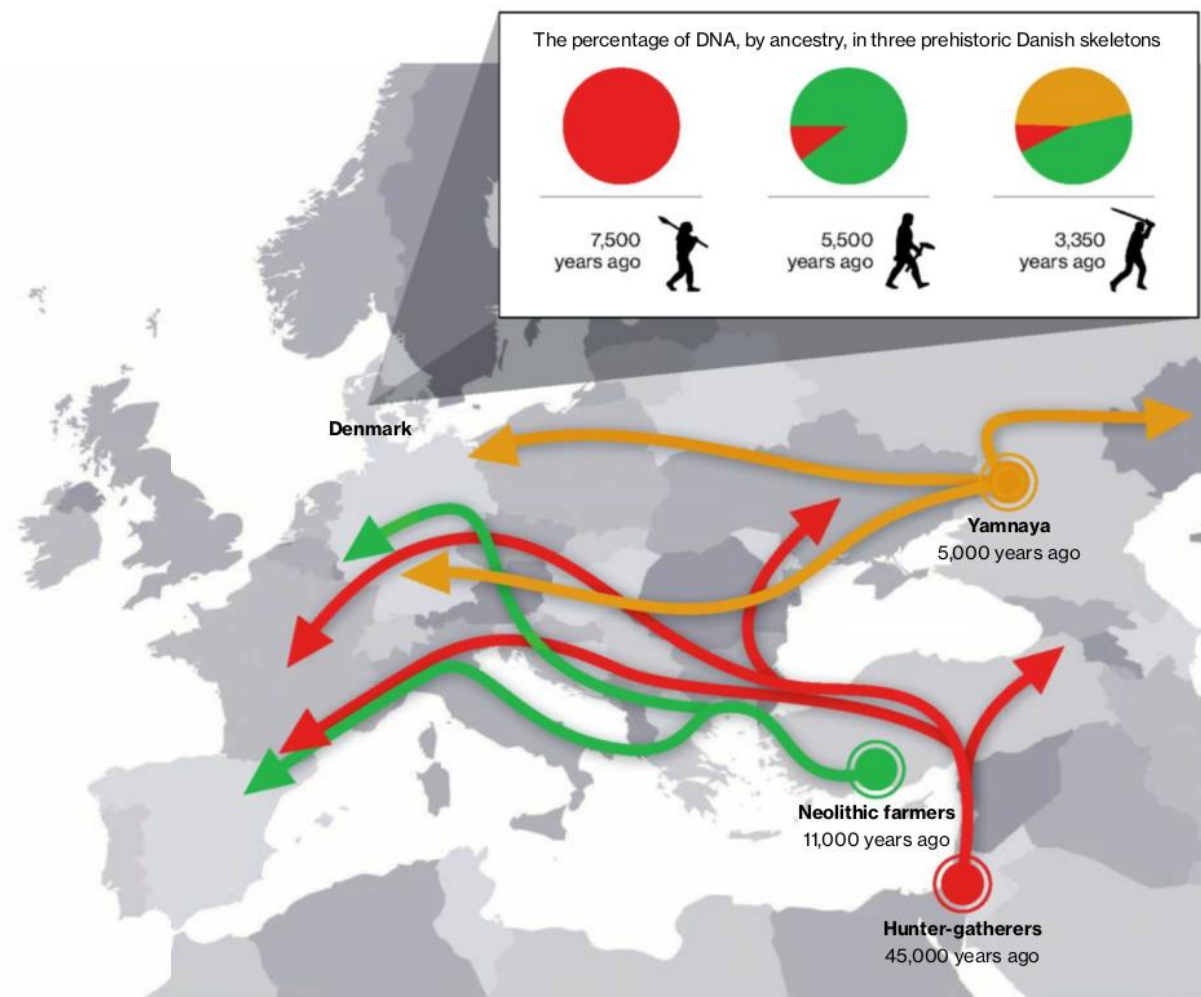 The percentage of DNA, by ancestry, in three prehistoric Danish skeletons
7,500
years ago
5,500
years ago
3,350
years ago
Denmark
Yamnaya
5,000 years ago
Neolithic farmers
11,000 years ago
Hunter-gatherers
45,000 years ago